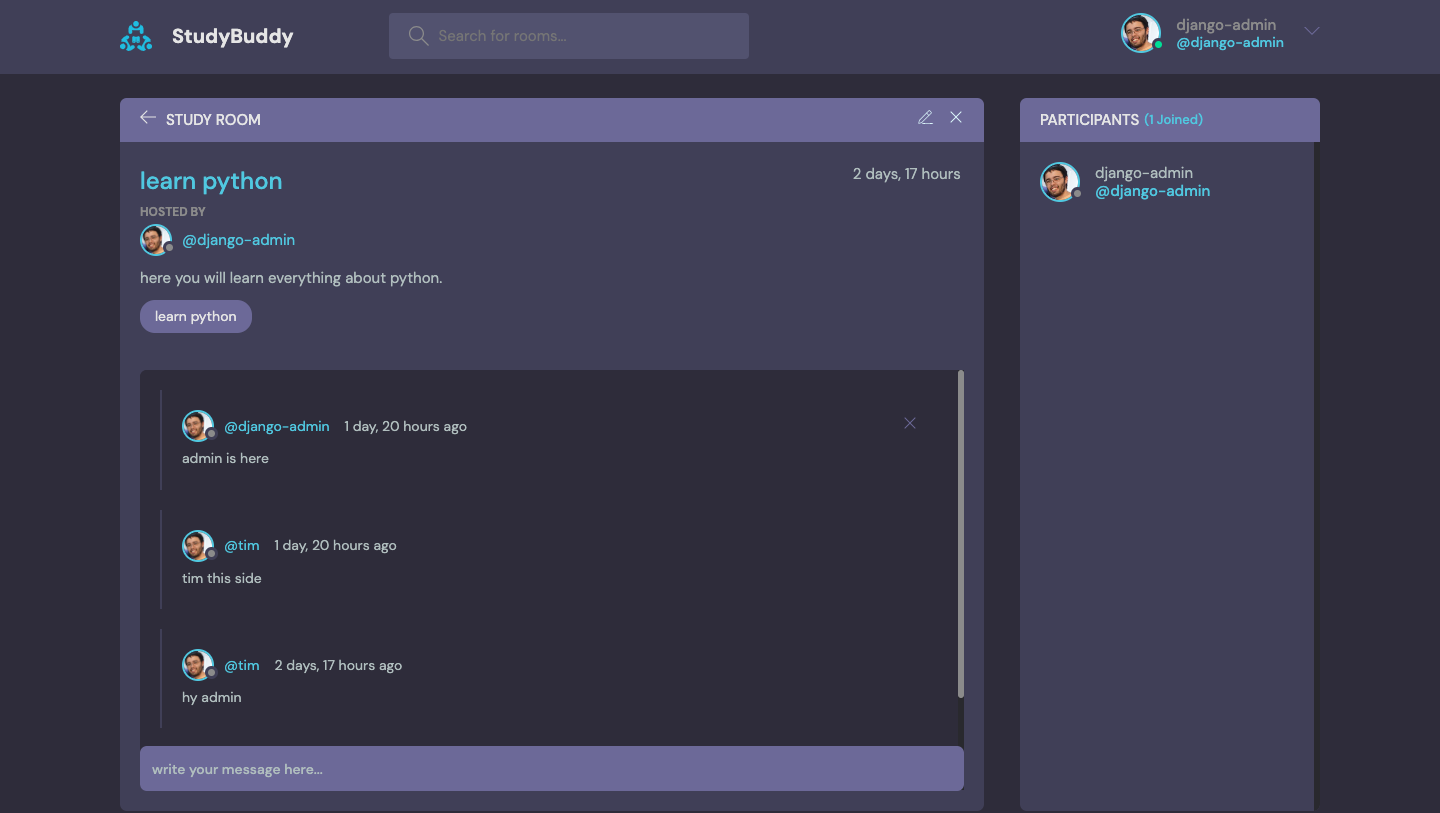 StudyBuddy
Search for rooms...
django-admin
@django-admin
STUDY ROOM
learn python
2 days, 17 hours
HOSTED BY
@django-admin
here you will learn everything about python.
learn python
@django-admin 1 day, 20 hours ago
admin is here
@tim 1 day, 20 hours ago
tim this side
@tim 2 days, 17 hours ago
hy admin
write your message here...
PARTICIPANTS (1 Joined)
django-admin
@django-admin